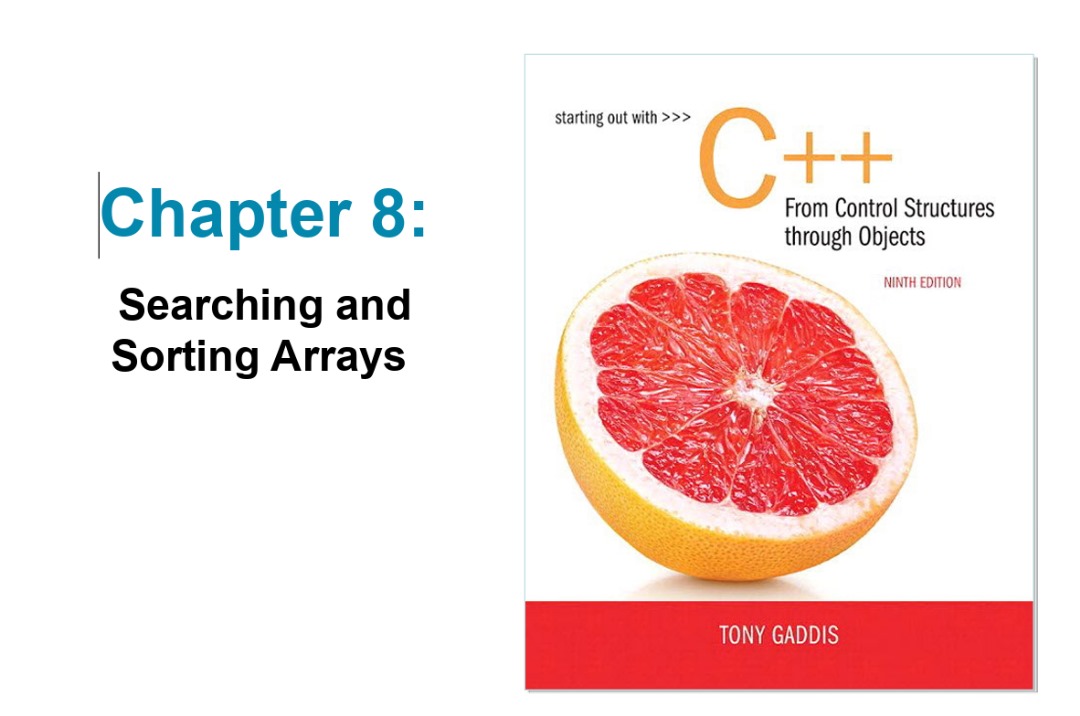 Chapter 8:
Searching and
Sorting Arrays
starting out with >>>
C++
From Control Structures
through Objects
NINTH EDITION
TONY GADDIS